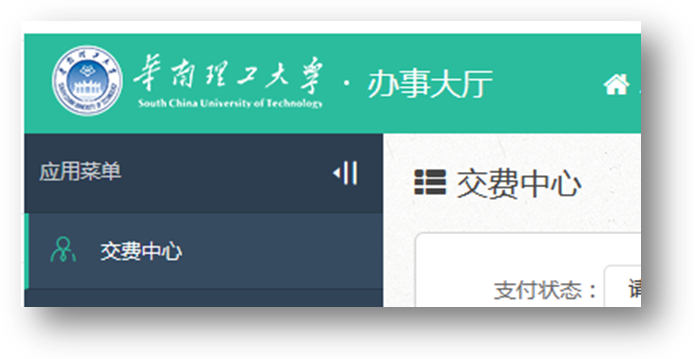 华南理工大学 · 办事大厅
South China University of Technology
应用菜单
交费中心
交费中心
支付状态：
请